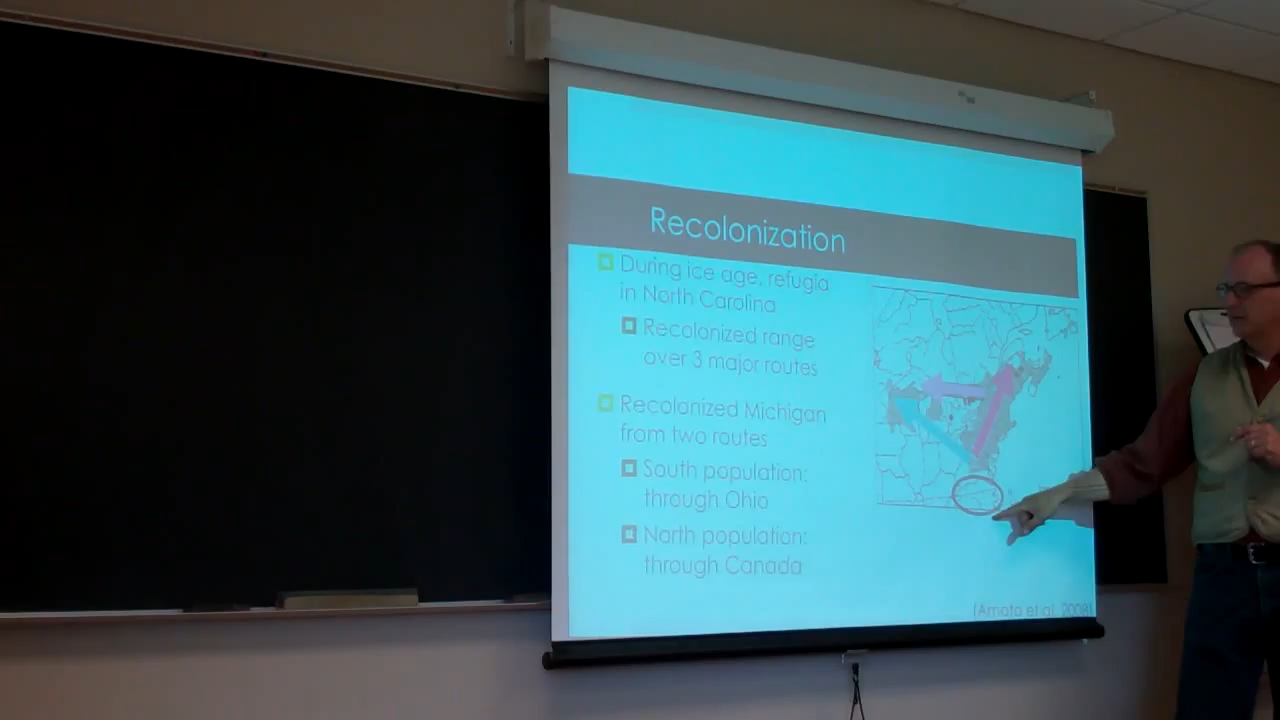 Recolonization
During ice age, refugia
in North Carolina
Recolonized range
over 3 major routes
Recolonized Michigan
from two routes
South population:
through Ohio
North population:
through Canada
(Amato et al. 2008)